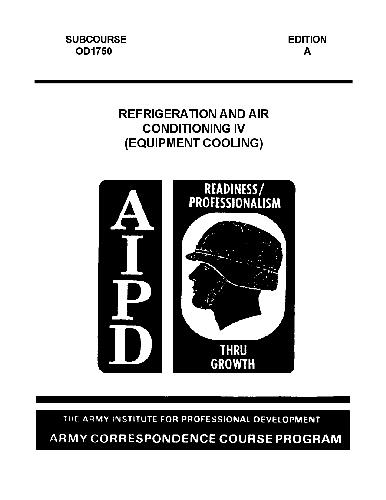 SUBCOURSE EDITION
OD1750 A
REFRIGERATION AND AIR
CONDITIONING IV
(EQUIPMENT COOLING)
AIPD
READINESS/
PROFESSIONALISM
THRU
GROWTH
THE ARMY INSTITUTE FOR PROFESSIONAL DEVELOPMENT
ARMY CORRESPONDENCE COURSE PROGRAM